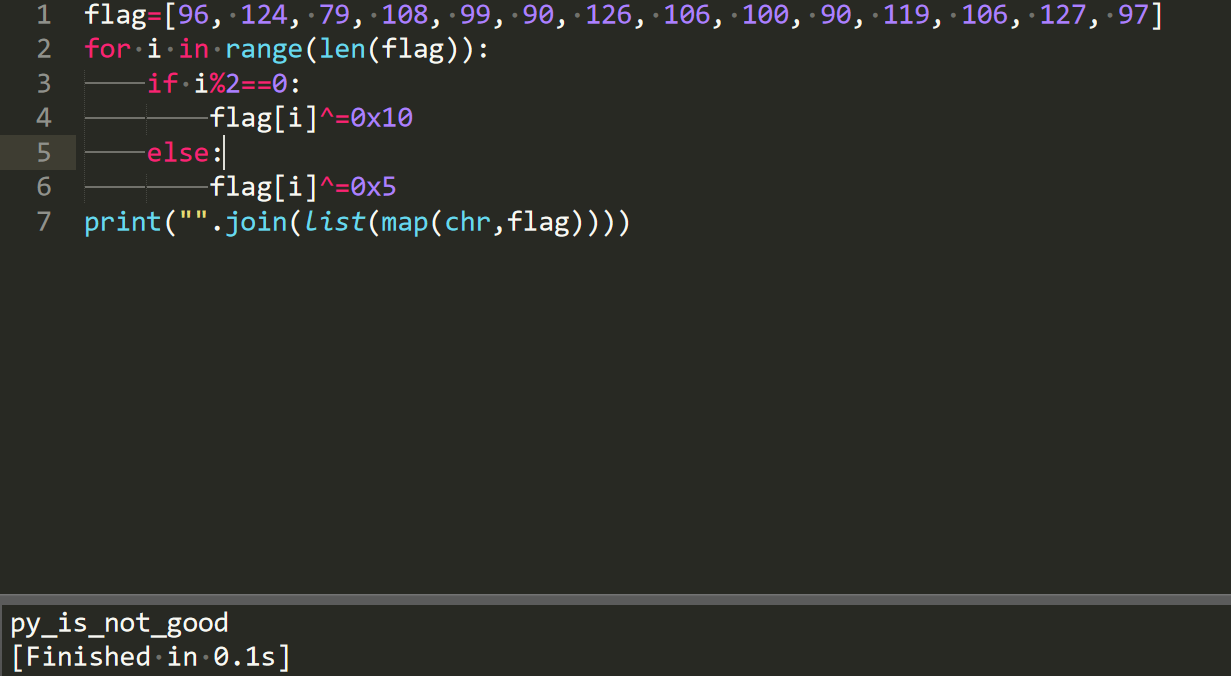 1 flag=[96, 124, 79, 108, 99, 90, 126, 106, 100, 90, 119, 106, 127, 97]
2 for i in range(len(flag)):
3 	if i%2==0:
4 		flag[i]^=0x10
5 	else:
6 		flag[i]^=0x5
7 print("".join(list(map(chr,flag))))
py_is_not_good
[Finished in 0.1s]